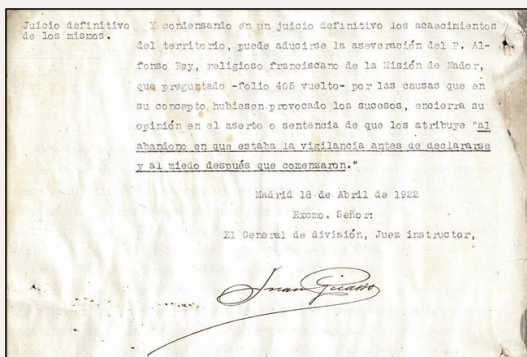 Juicio definitivo
de los mismos.
Y condensando en un juicio definitivo los acaecimientos
del territorio, puede aducirse la aseveración del P. Al-
fonso Rey, religioso franciscano de la Misión de Nador,
que preguntado -folio 405 vuelto- por las causas que en
su concepto hubiesen provocado los sucesos, encierra su
opinión en el aserto o sentencia de que los atribuye "al
abandono en que estaba la vigilancia antes de declararse
y al miedo después que comenzaron."
Madrid 18 de Abril de 1922
Excmo. Señor:
El General de división, Juez instructor,
Juan Picasso